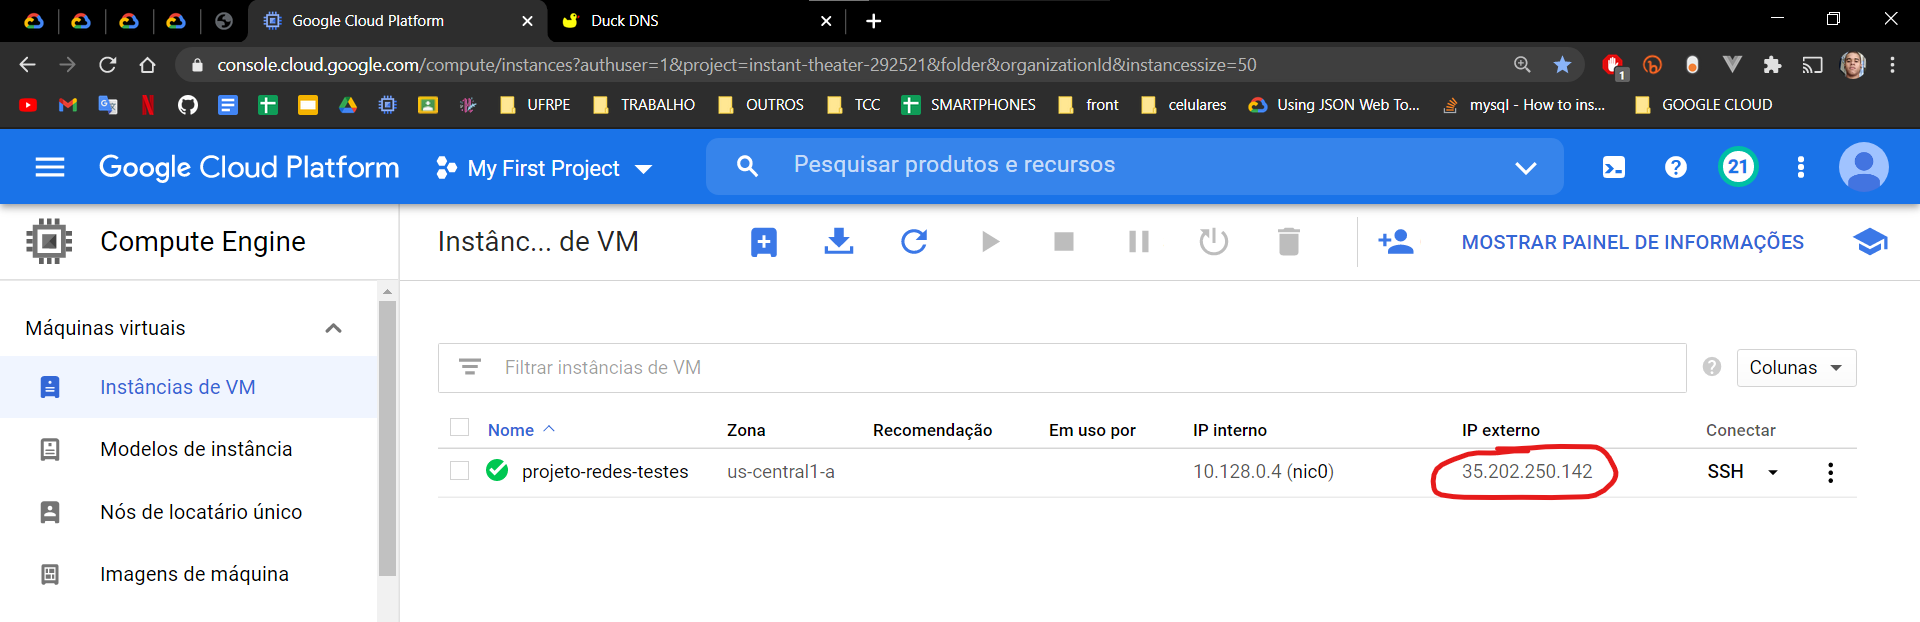 Google Cloud Platform
Duck DNS
console.cloud.google.com/compute/instances?authuser=1&project=instant-theater-292521&folder&organizationId&instancessize=50
1
UFRPE TRABALHO OUTROS TCC SMARTPHONES front celulares Using JSON Web To... mysql - How to ins... GOOGLE CLOUD
Google Cloud Platform My First Project Pesquisar produtos e recursos 21
Compute Engine Instânc... de VM MOSTRAR PAINEL DE INFORMAÇÕES
Máquinas virtuais
Instâncias de VM
Modelos de instância
Nós de locatário único
Imagens de máquina
Filtrar instâncias de VM Colunas
Nome Zona Recomendação Em uso por IP interno IP externo Conectar
projeto-redes-testes us-central1-a 10.128.0.4 (nic0) 35.202.250.142 SSH